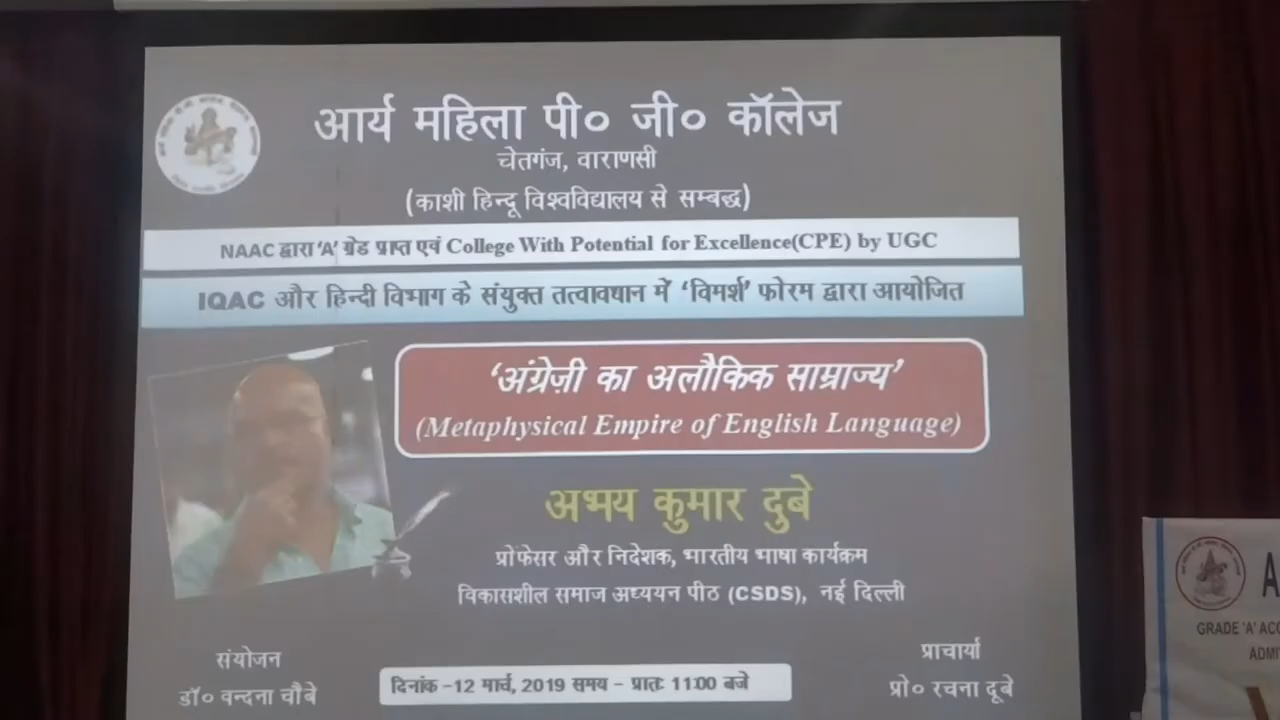 आर्य महिला पी० जी० कॉलेज
चेतगंज, वाराणसी
(काशी हिन्दू विश्वविद्यालय से सम्बद्ध)
NAAC द्वारा 'A' ग्रेड प्राप्त एवं College With Potential for Excellence(CPE) by UGC
IQAC और हिन्दी विभाग के संयुक्त तत्वावधान में 'विमर्श' फोरम द्वारा आयोजित
'अंग्रेज़ी का अलौकिक साम्राज्य'
(Metaphysical Empire of English Language)
अभय कुमार दुबे
प्रोफेसर और निदेशक, भारतीय भाषा कार्यक्रम
विकासशील समाज अध्ययन पीठ (CSDS), नई दिल्ली
संयोजन
डॉ० वन्दना चौबे
दिनांक -12 मार्च, 2019 समय - प्रातः 11:00 बजे
प्राचार्या
प्रो० रचना दूबे
A
GRADE 'A' ACC
ADMI